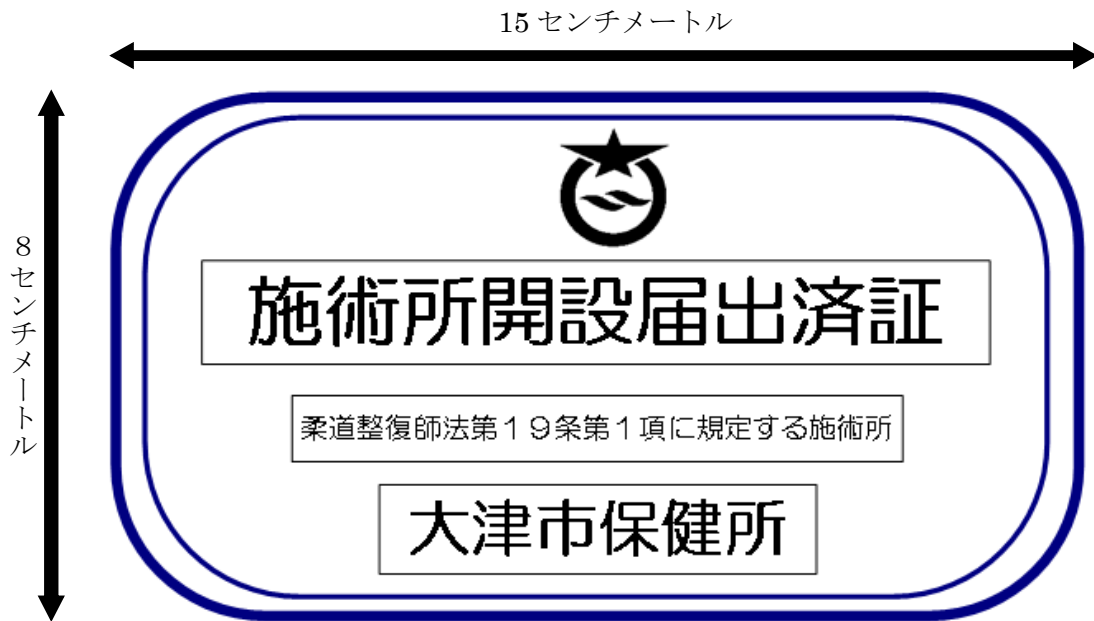 15 センチメートル
8センチメートル
施術所開設届出済証
柔道整復師法第19条第1項に規定する施術所
大津市保健所